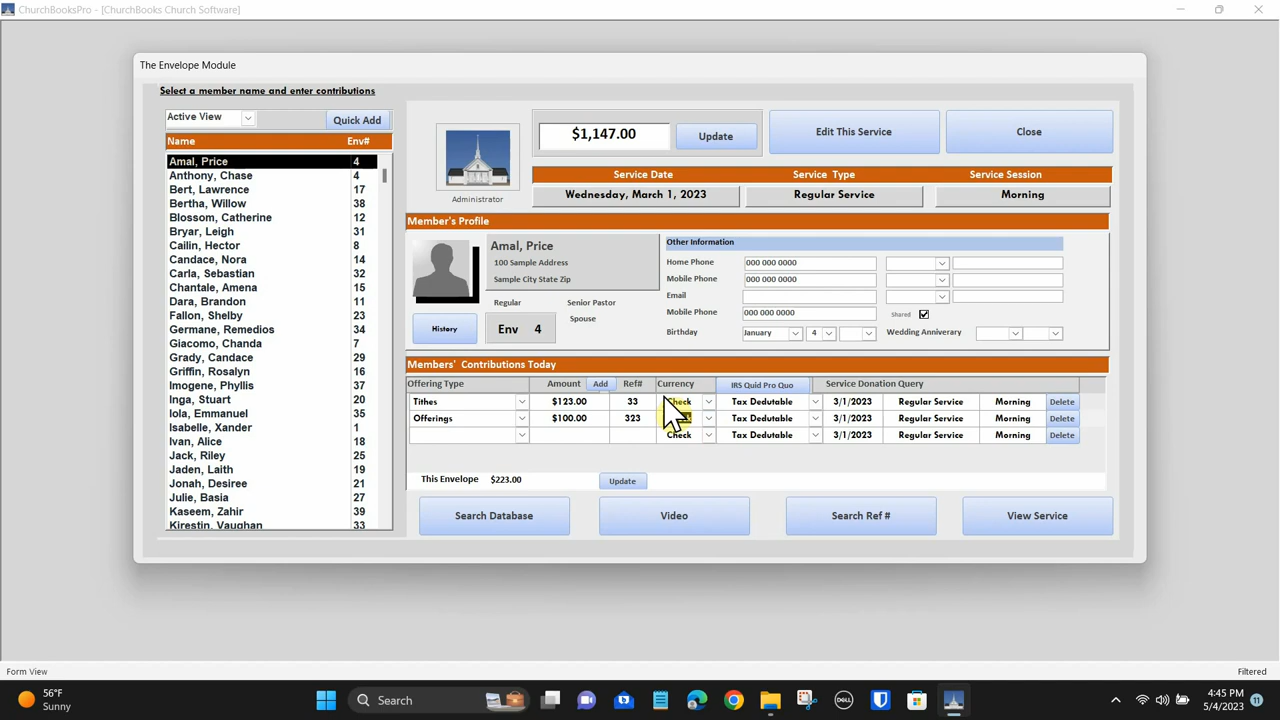 ChurchBooksPro - [ChurchBooks Church Software]
The Envelope Module
Select a member name and enter contributions
Active View
Quick Add
Name Env#
Amal, Price 4
Anthony, Chase 4
Bert, Lawrence 17
Bertha, Willow 38
Blossom, Catherine 12
Bryar, Leigh 31
Cailin, Hector 8
Candace, Nora 14
Carla, Sebastian 32
Chantale, Amena 15
Dara, Brandon 11
Fallon, Shelby 23
Germane, Remedios 34
Giacomo, Chanda 7
Grady, Candace 29
Griffin, Rosalyn 16
Imogene, Phyllis 37
Inga, Stuart 20
Iola, Emmanuel 35
Isabelle, Xander 1
Ivan, Alice 18
Jack, Riley 25
Jaden, Laith 19
Jonah, Desiree 21
Julie, Basia 27
Kaseem, Zahir 39
Kirestin, Vaughan 33
Administrator
$1,147.00
Update
Edit This Service
Close
Service Date Service Type Service Session
Wednesday, March 1, 2023 Regular Service Morning
Member's Profile
Amal, Price
100 Sample Address
Sample City State Zip
Regular Senior Pastor
Spouse
History
Env 4
Other Information
Home Phone 000 000 0000
Mobile Phone 000 000 0000
Email
Mobile Phone 000 000 0000 Shared
Birthday January 4 Wedding Anniverary
Members' Contributions Today
Offering Type Amount Add Ref# Currency IRS Quid Pro Quo Service Donation Query
Tithes $123.00 33 Check Tax Dedutable 3/1/2023 Regular Service Morning Delete
Offerings $100.00 323 Tax Dedutable 3/1/2023 Regular Service Morning Delete
Check Tax Dedutable 3/1/2023 Regular Service Morning Delete
This Envelope $223.00 Update
Search Database
Video
Search Ref #
View Service
Form View
Filtered
56°F
Sunny
Search
DELL
4:45 PM
5/4/2023
11